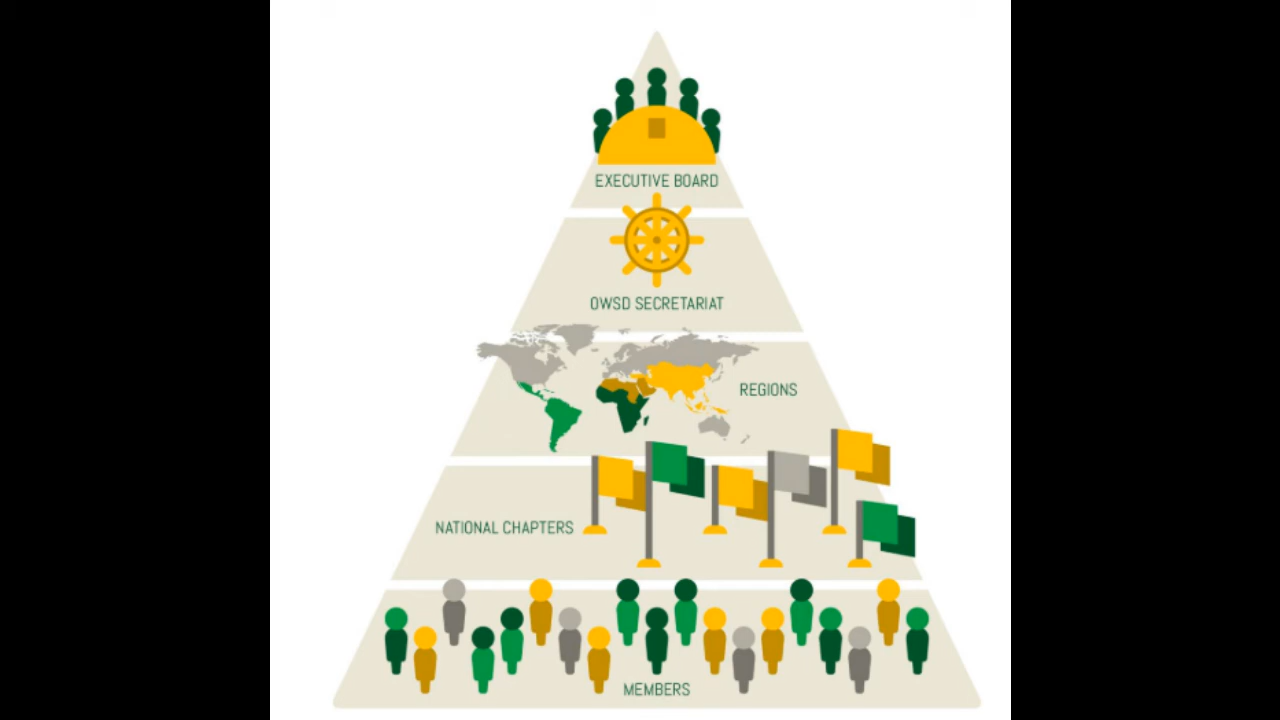 EXECUTIVE BOARD
OWSD SECRETARIAT
REGIONS
NATIONAL CHAPTERS
MEMBERS